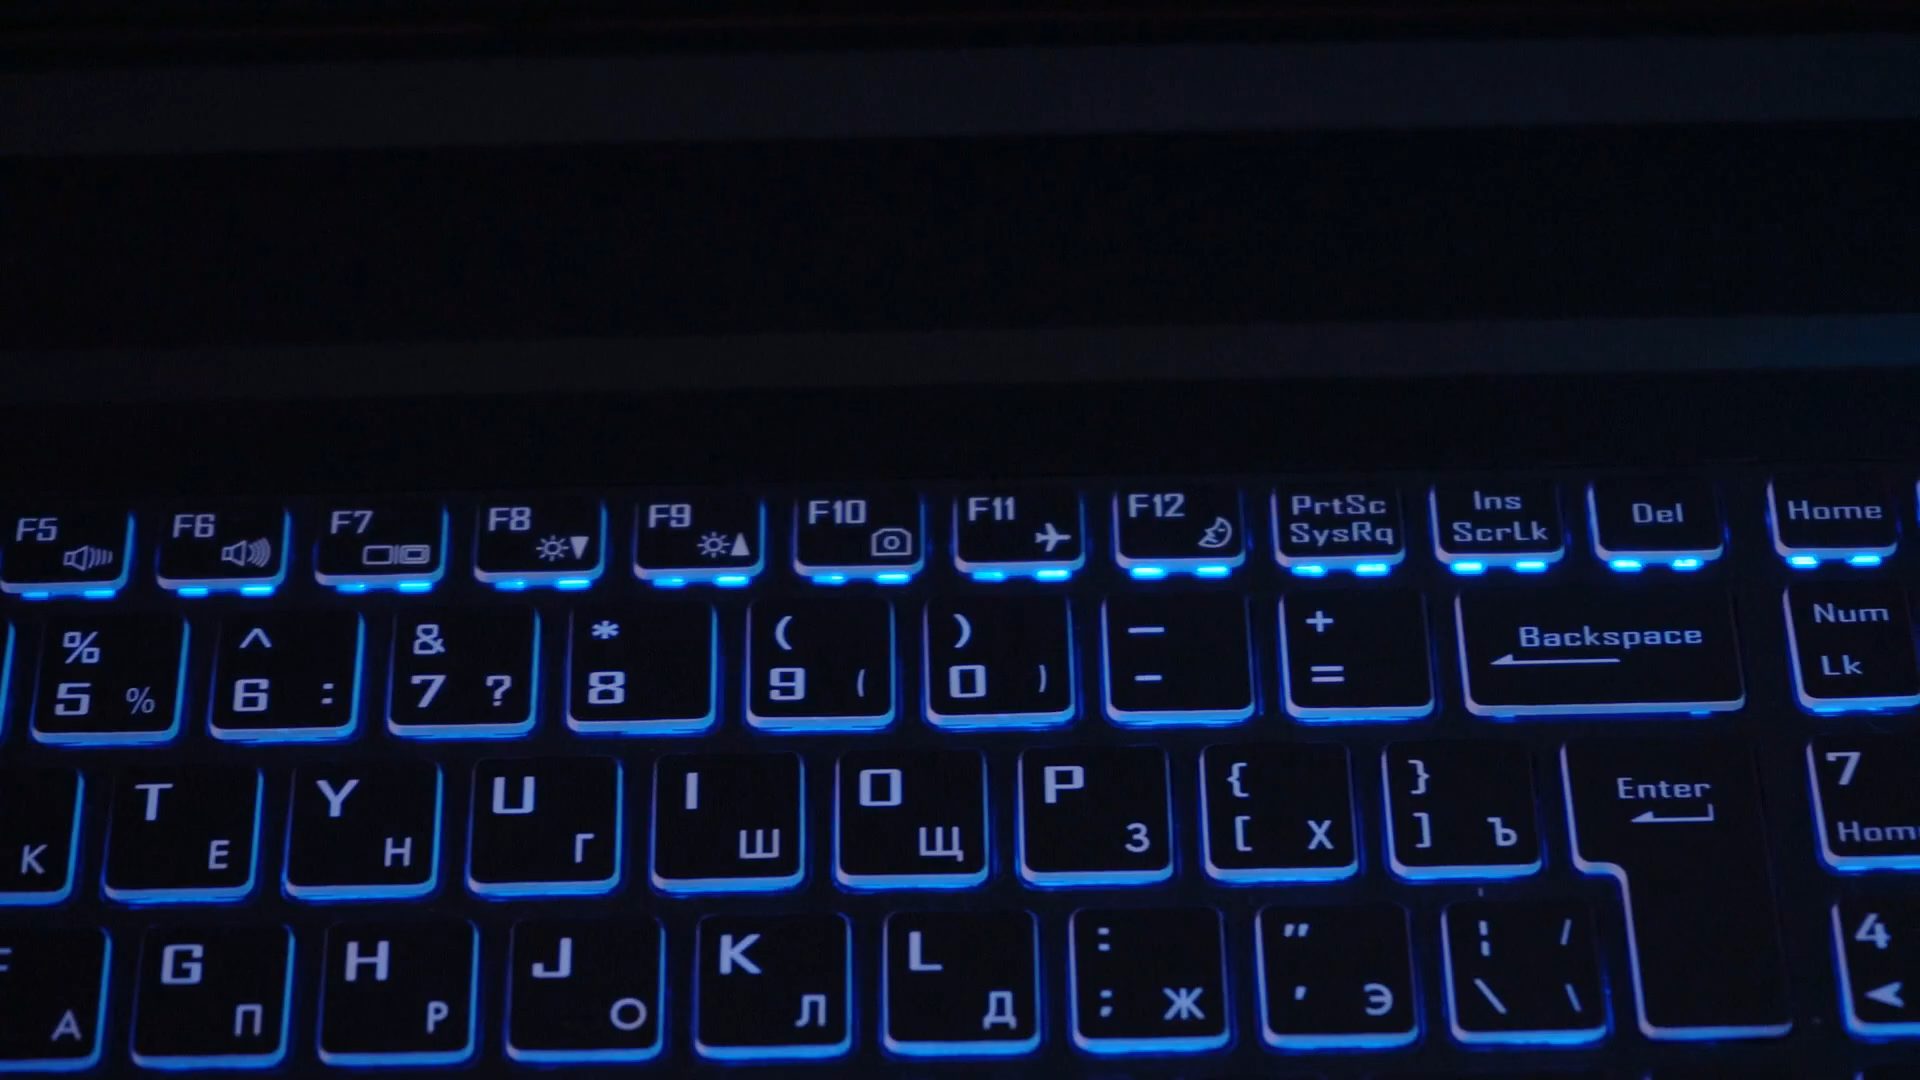 F5 F6 F7 F8 F9 F10 F11 F12 PrtSc Ins Del Home
SysRq ScrLk
% ^ & * ( ) — + Backspace Num
5 % 6 : 7 ? 8 9 ( 0 ) - = Lk
T Y U I O P { } Enter 7
К Е Н Г Ш Щ З [ Х ] Ъ Home
G H J K L : " ¦ / 4
А П Р О Л Д ; Ж ' Э \ \